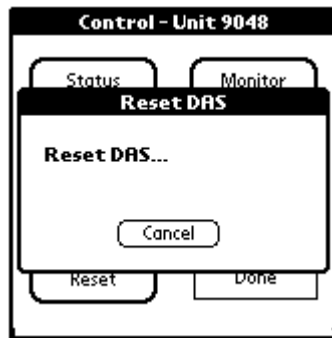 Control - Unit 9048
Status Monitor
Reset DAS
Reset DAS...
Cancel
Reset Done